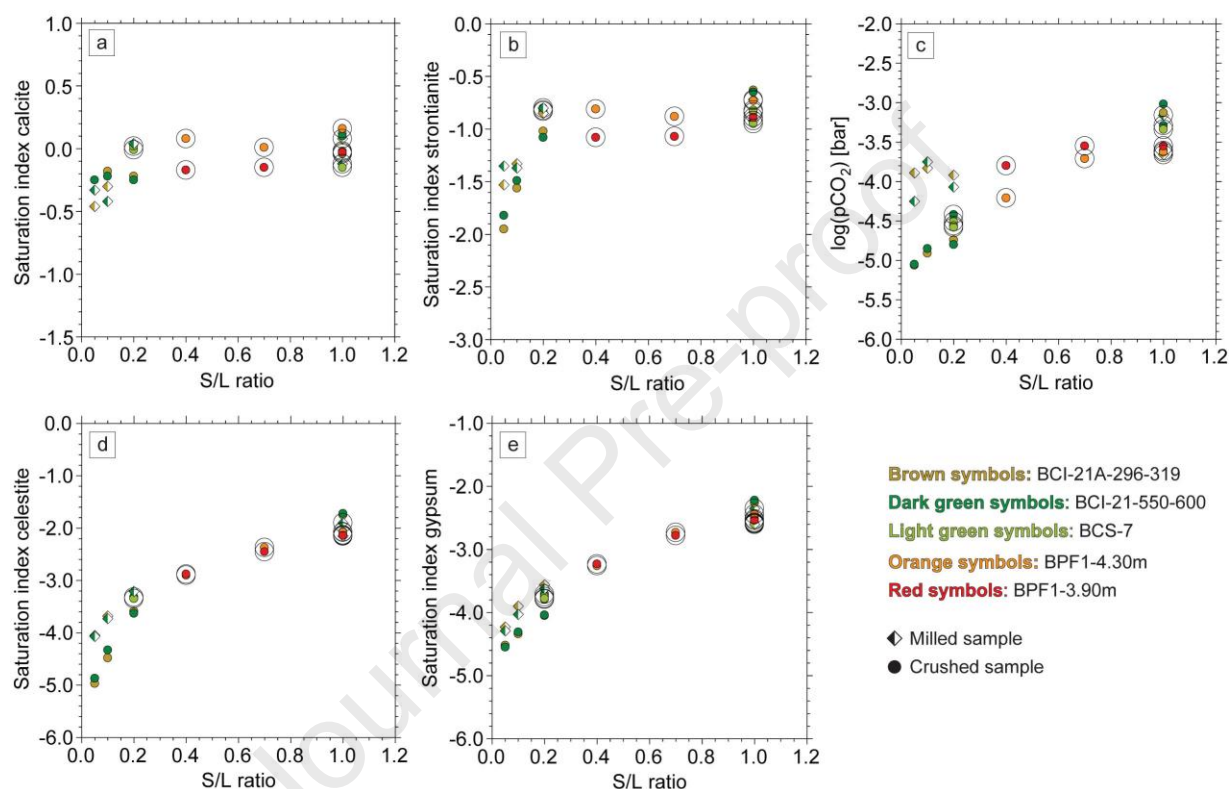 a
Saturation index calcite
1.0
0.5
0.0
-0.5
-1.0
-1.5
0.0 0.2 0.4 0.6 0.8 1.0 1.2
S/L ratio
b
Saturation index strontianite
0.0
-0.5
-1.0
-1.5
-2.0
-2.5
-3.0
0.0 0.2 0.4 0.6 0.8 1.0 1.2
S/L ratio
c
log(pCO₂) [bar]
-2.0
-2.5
-3.0
-3.5
-4.0
-4.5
-5.0
-5.5
-6.0
0.0 0.2 0.4 0.6 0.8 1.0 1.2
S/L ratio
d
Saturation index celestite
0.0
-1.0
-2.0
-3.0
-4.0
-5.0
-6.0
0.0 0.2 0.4 0.6 0.8 1.0 1.2
S/L ratio
e
Saturation index gypsum
-1.0
-2.0
-3.0
-4.0
-5.0
-6.0
0.0 0.2 0.4 0.6 0.8 1.0 1.2
S/L ratio
Brown symbols: BCI-21A-296-319
Dark green symbols: BCI-21-550-600
Light green symbols: BCS-7
Orange symbols: BPF1-4.30m
Red symbols: BPF1-3.90m
Milled sample
Crushed sample
Journal Pre-proof